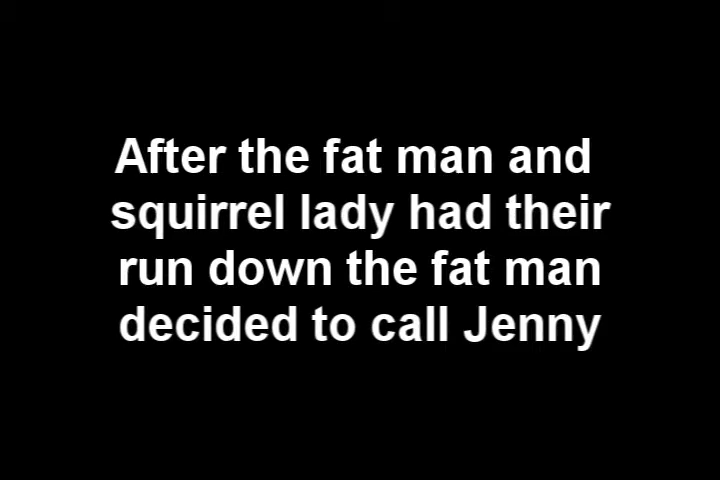 After the fat man and
squirrel lady had their
run down the fat man
decided to call Jenny